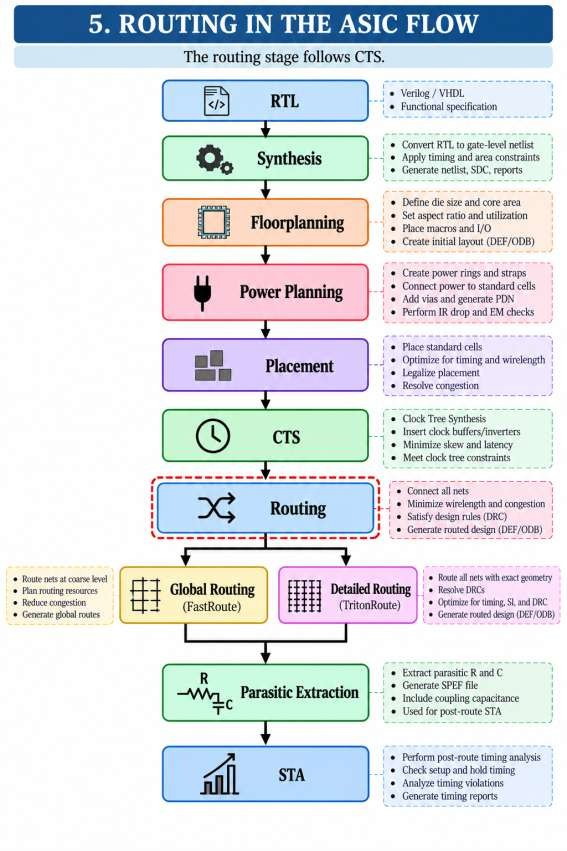 5. ROUTING IN THE ASIC FLOW
The routing stage follows CTS.
</>
RTL
• Verilog / VHDL
• Functional specification
Synthesis
• Convert RTL to gate-level netlist
• Apply timing and area constraints
• Generate netlist, SDC, reports
Floorplanning
• Define die size and core area
• Set aspect ratio and utilization
• Place macros and I/O
• Create initial layout (DEF/ODB)
Power Planning
• Create power rings and straps
• Connect power to standard cells
• Add vias and generate PDN
• Perform IR drop and EM checks
Placement
• Place standard cells
• Optimize for timing and wirelength
• Legalize placement
• Resolve congestion
CTS
• Clock Tree Synthesis
• Insert clock buffers/inverters
• Minimize skew and latency
• Meet clock tree constraints
Routing
• Connect all nets
• Minimize wirelength and congestion
• Satisfy design rules (DRC)
• Generate routed design (DEF/ODB)
• Route nets at coarse level
• Plan routing resources
• Reduce congestion
• Generate global routes
Global Routing
(FastRoute)
Detailed Routing
(TritonRoute)
• Route all nets with exact geometry
• Resolve DRCs
• Optimize for timing, SI, and DRC
• Generate routed design (DEF/ODB)
R
C
Parasitic Extraction
• Extract parasitic R and C
• Generate SPEF file
• Include coupling capacitance
• Used for post-route STA
STA
• Perform post-route timing analysis
• Check setup and hold timing
• Analyze timing violations
• Generate timing reports